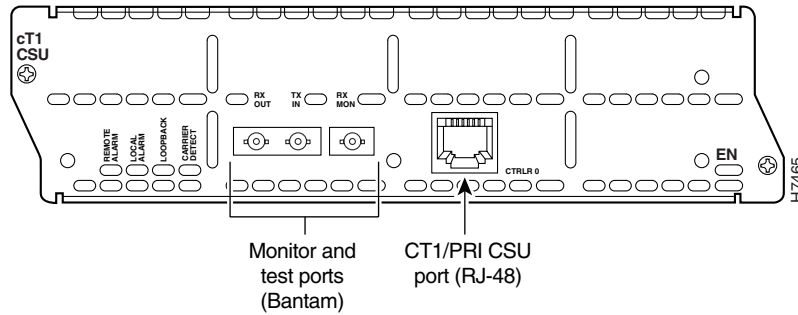 cT1
CSU
RX
OUT
TX
IN
RX
MON
REMOTE
ALARM
LOCAL
ALARM
LOOPBACK
CARRIER
DETECT
CTRLR 0
EN
H7465
Monitor and
test ports
(Bantam)
CT1/PRI CSU
port (RJ-48)